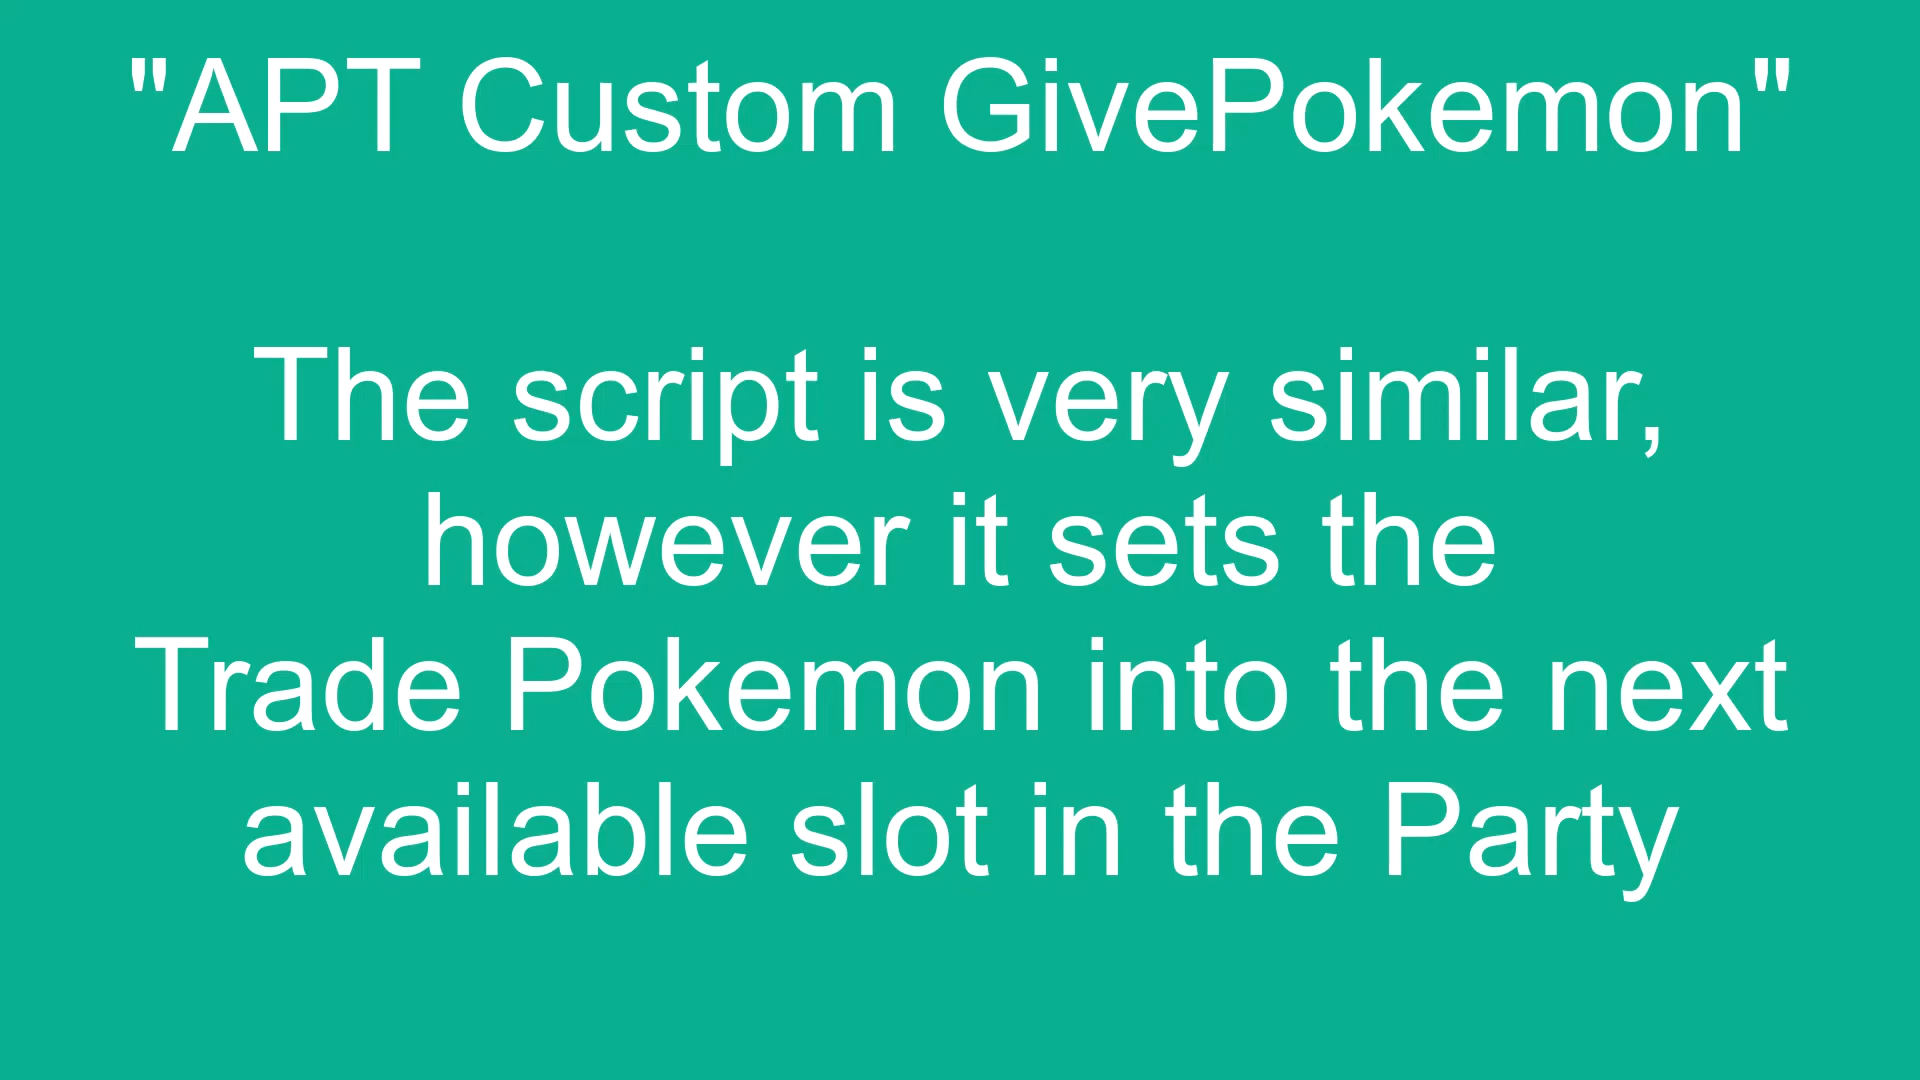 "APT Custom GivePokemon"
The script is very similar,
however it sets the
Trade Pokemon into the next
available slot in the Party